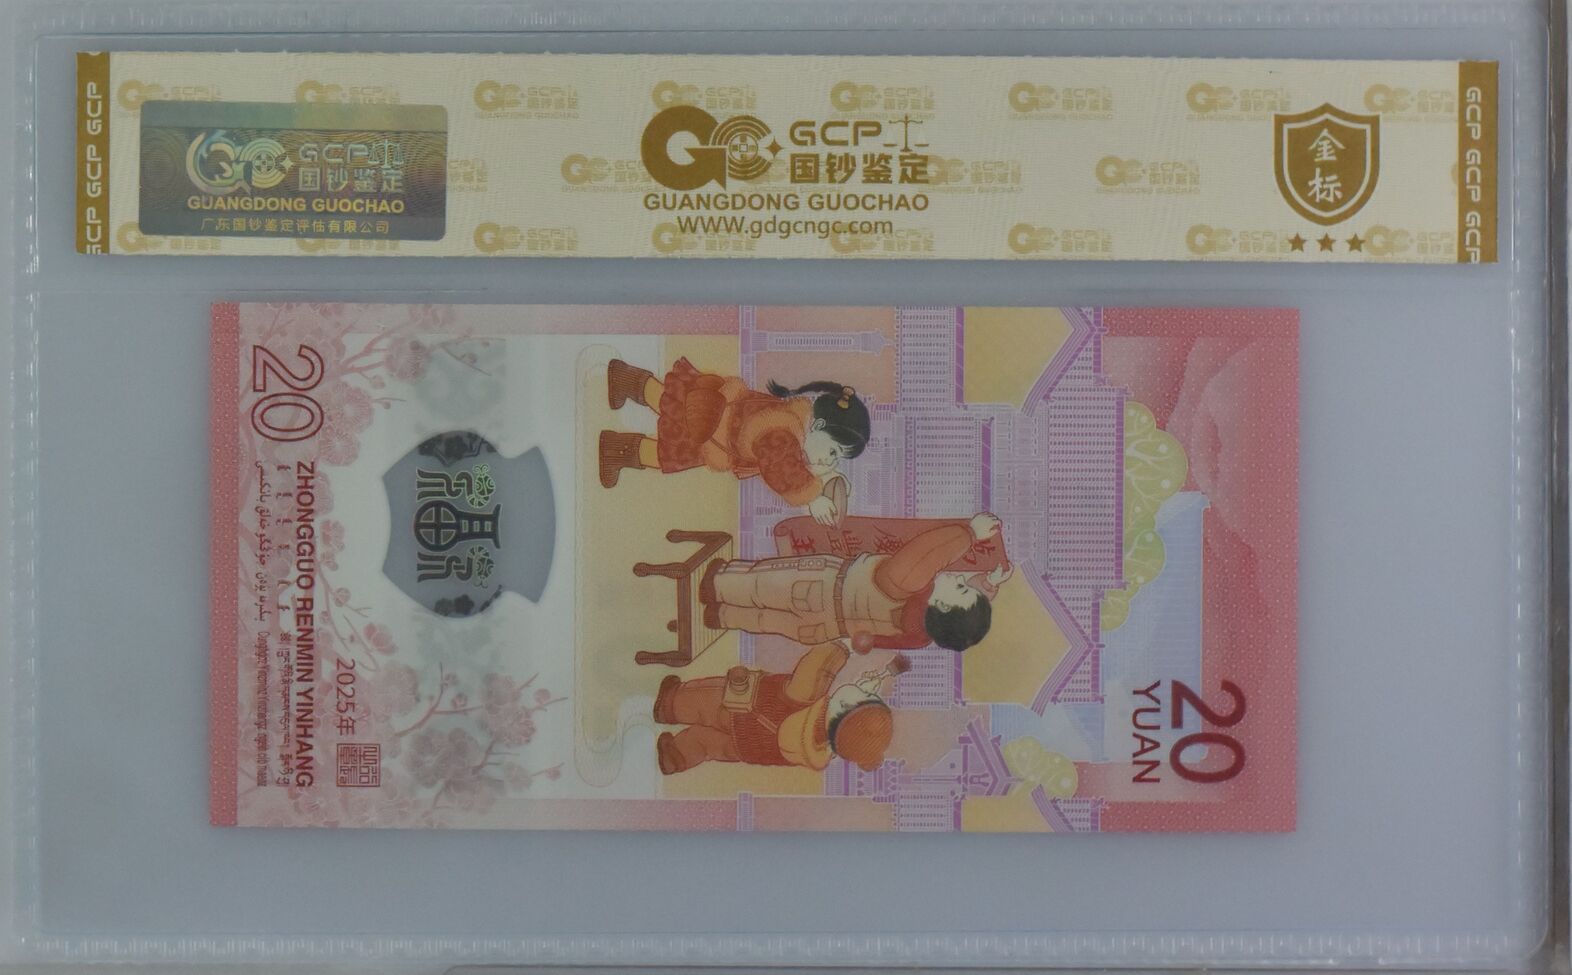 GCP GCP GCP
GCP 国钞鉴定
GUANGDONG GUOCHAO
广东国钞鉴定评估有限公司
GCP
国钞鉴定
GUANGDONG GUOCHAO
WWW.gdgcngc.com
金标
GCP GCP GCP
20
ZHONGGUO RENMIN YINHANG
2025年
20
YUAN